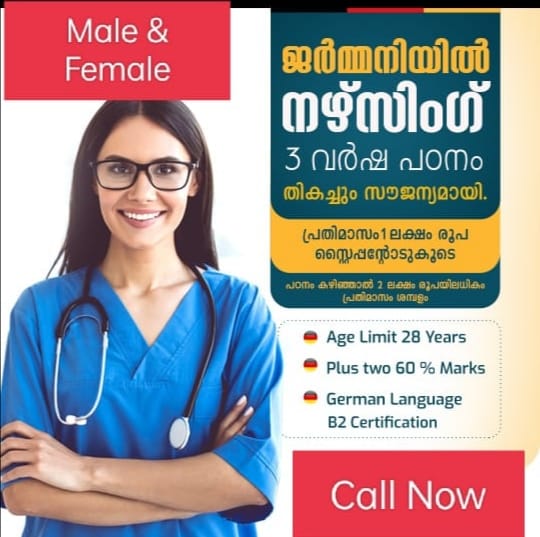 Male &
Female
ജർമ്മനിയിൽ
നഴ്സിംഗ്
3 വർഷ പഠനം
തികച്ചും സൗജന്യമായി.
പ്രതിമാസം 1 ലക്ഷം രൂപ
സ്റ്റൈപ്പന്റോടുകൂടെ
പഠനം കഴിഞ്ഞാൽ 2 ലക്ഷം രൂപയിലധികം
പ്രതിമാസം ശമ്പളം
Age Limit 28 Years
Plus two 60 % Marks
German Language
B2 Certification
Call Now